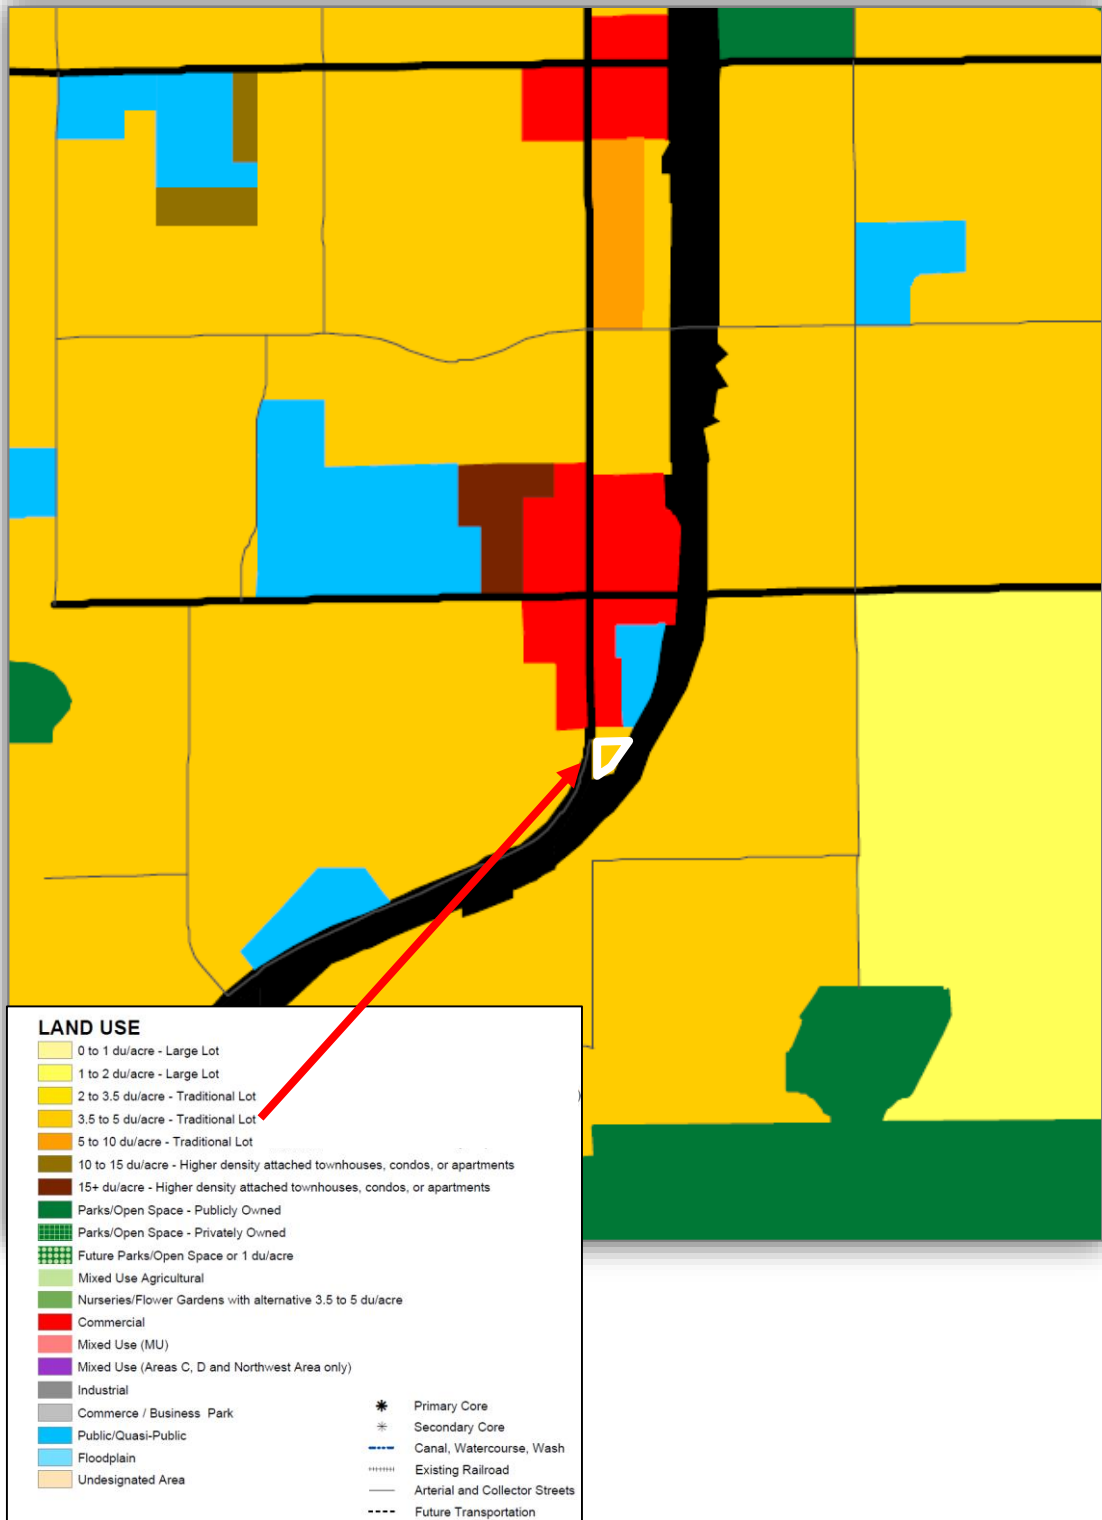 LAND USE
0 to 1 du/acre - Large Lot
1 to 2 du/acre - Large Lot
2 to 3.5 du/acre - Traditional Lot )
3.5 to 5 du/acre - Traditional Lot
5 to 10 du/acre - Traditional Lot
10 to 15 du/acre - Higher density attached townhouses, condos, or apartments
15+ du/acre - Higher density attached townhouses, condos, or apartments
Parks/Open Space - Publicly Owned
Parks/Open Space - Privately Owned
Future Parks/Open Space or 1 du/acre
Mixed Use Agricultural
Nurseries/Flower Gardens with alternative 3.5 to 5 du/acre
Commercial
Mixed Use (MU)
Mixed Use (Areas C, D and Northwest Area only)
Industrial
Commerce / Business Park
Public/Quasi-Public
Floodplain
Undesignated Area
Primary Core
Secondary Core
Canal, Watercourse, Wash
Existing Railroad
Arterial and Collector Streets
Future Transportation